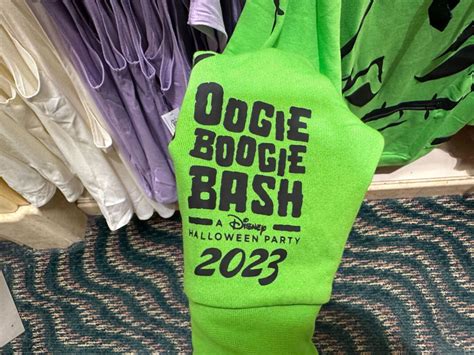 OOGIE
BOOGIE
BASH
A Disney
HALLOWEEN PARTY
2023